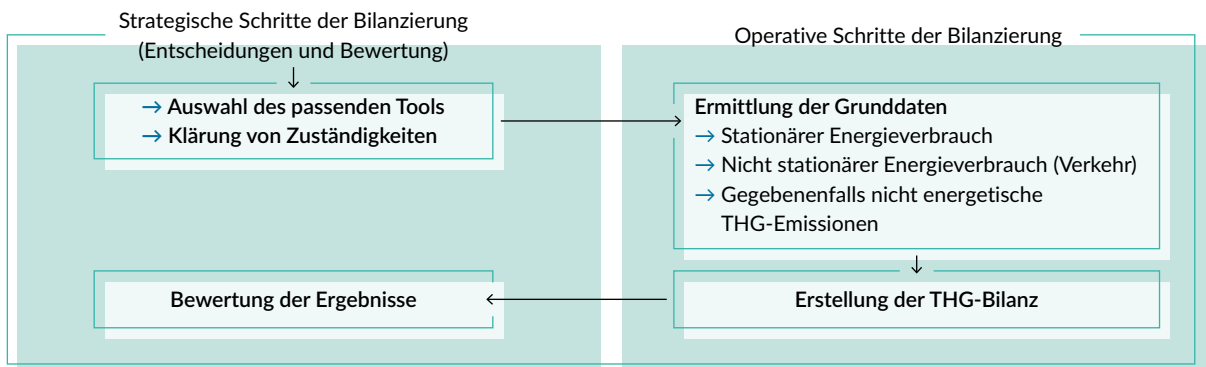 Strategische Schritte der Bilanzierung
(Entscheidungen und Bewertung)
→ Auswahl des passenden Tools
→ Klärung von Zuständigkeiten
Operative Schritte der Bilanzierung
Ermittlung der Grunddaten
→ Stationärer Energieverbrauch
→ Nicht stationärer Energieverbrauch (Verkehr)
→ Gegebenenfalls nicht energetische
THG-Emissionen
Erstellung der THG-Bilanz
Bewertung der Ergebnisse